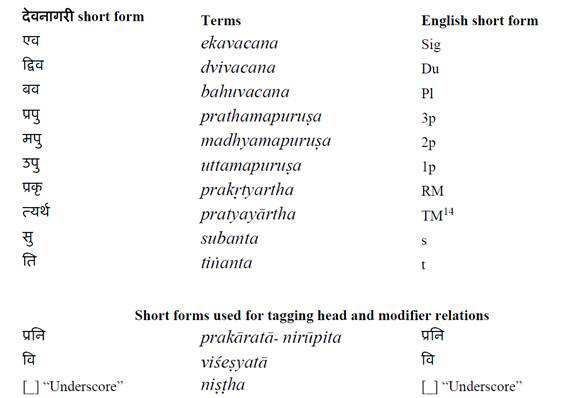 देवनागरी short form Terms English short form
एव ekavacana Sig
द्विव dvivacana Du
बव bahuvacana Pl
प्रपु prathamapuruṣa 3p
मपु madhyamapuruṣa 2p
उपु uttamapuruṣa 1p
प्रकृ prakṛtyartha RM
त्यर्थ pratyayārtha TM14
सु subanta s
ति tiṅanta t
Short forms used for tagging head and modifier relations
प्रनि prakāratā- nirūpita प्रनि
वि viśeṣyatā वि
[_] “Underscore” niṣṭha [_] “Underscore”